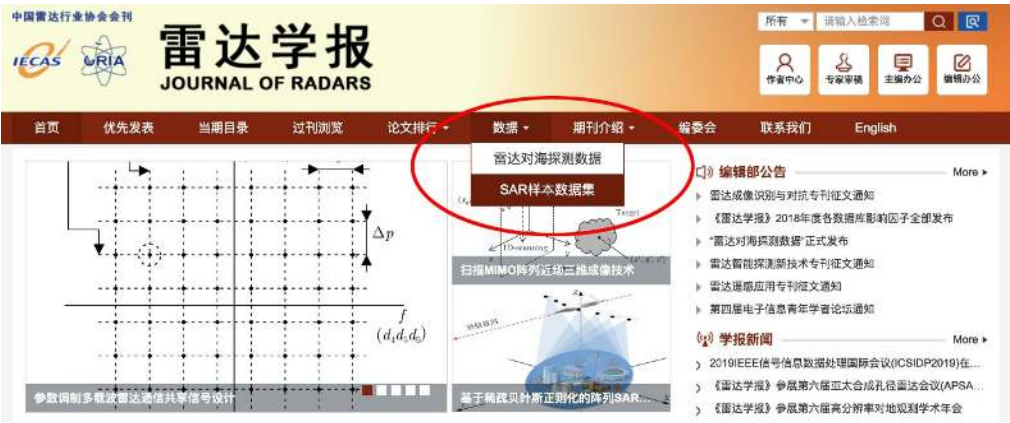 中国雷达行业协会会刊
IECAS
URIA
雷达学报
JOURNAL OF RADARS
所有
请输入检索词
作者中心
专家审稿
主编办公
编辑办公
首页
优先发表
当期目录
过刊浏览
论文排行
数据
期刊介绍
编委会
联系我们
English
雷达对海探测数据
SAR样本数据集
Δp
f
(d₁d₂d₃)
参数调制多载波雷达通信共享信号设计
Target
1D-scanning
扫描MIMO阵列近场三维成像技术
基于稀疏贝叶斯正则化的阵列SAR...
编辑部公告
More
雷达成像识别与对抗专刊征文通知
《雷达学报》2018年度各数据库影响因子全部发布
“雷达对海探测数据”正式发布
雷达智能探测新技术专刊征文通知
雷达遥感应用专刊征文通知
第四届电子信息青年学者论坛通知
学报新闻
More
2019IEEE信号信息数据处理国际会议(ICSIDP2019)在...
《雷达学报》参展第六届亚太合成孔径雷达会议(APSA...
《雷达学报》参展第六届高分辨率对地观测学术年会